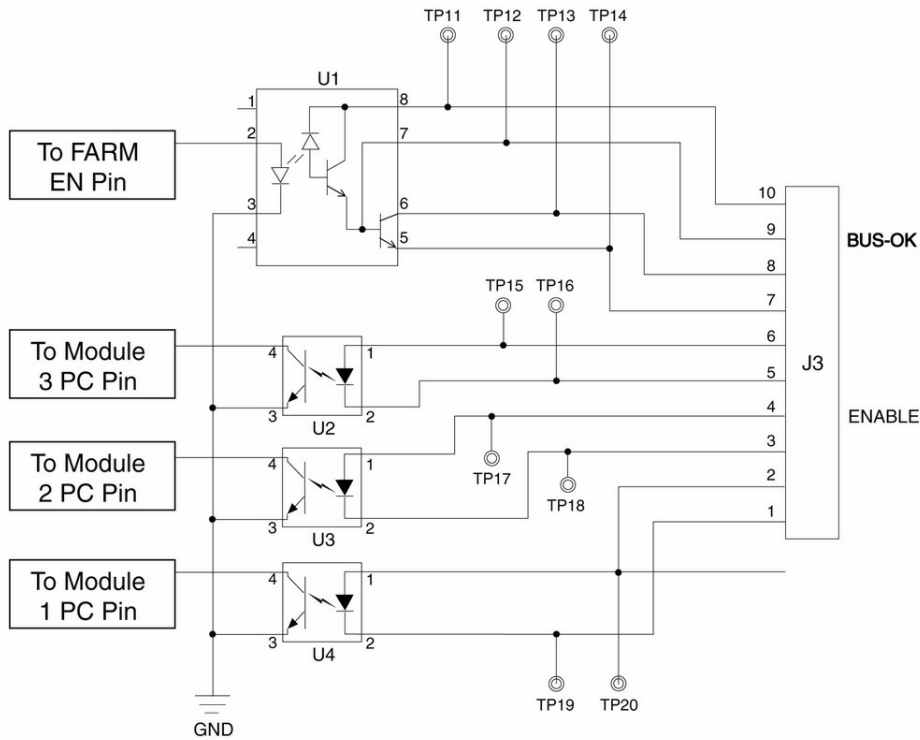 TP11 TP12 TP13 TP14
U1
1 8
2 7
To FARM
EN Pin
3 6
4 5
10
9 BUS-OK
8
7
TP15 TP16
To Module
3 PC Pin
4 1 6
3 2 5
U2
J3
4 ENABLE
To Module
2 PC Pin
4 1 3
TP17 TP18
3 2 2
U3
1
To Module
1 PC Pin
4 1
3 2
U4
TP19 TP20
GND